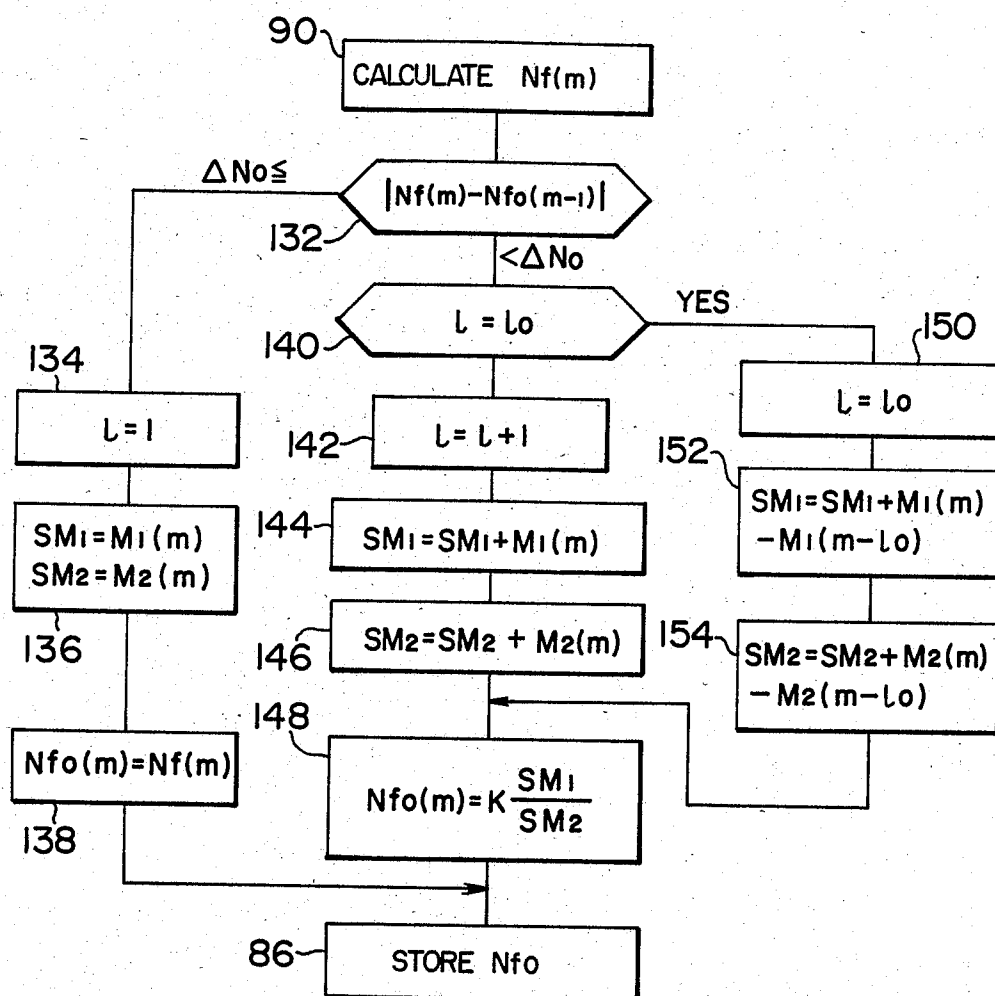 90
CALCULATE Nf(m)
ΔNo≦
|Nf(m)-Nfo(m-1)|
132
<ΔNo
l = lo
YES
140
150
134
l=1
142
l=l+1
l=lo
152
144
SM1=M1(m)
SM2=M2(m)
136
SM1=SM1+M1(m)
SM1=SM1+M1(m)
-M1(m-lo)
146
SM2=SM2 + M2(m)
154
SM2=SM2+M2(m)
-M2(m-lo)
148
Nfo(m)=Nf(m)
138
Nfo(m)=K SM1
SM2
86
STORE Nfo